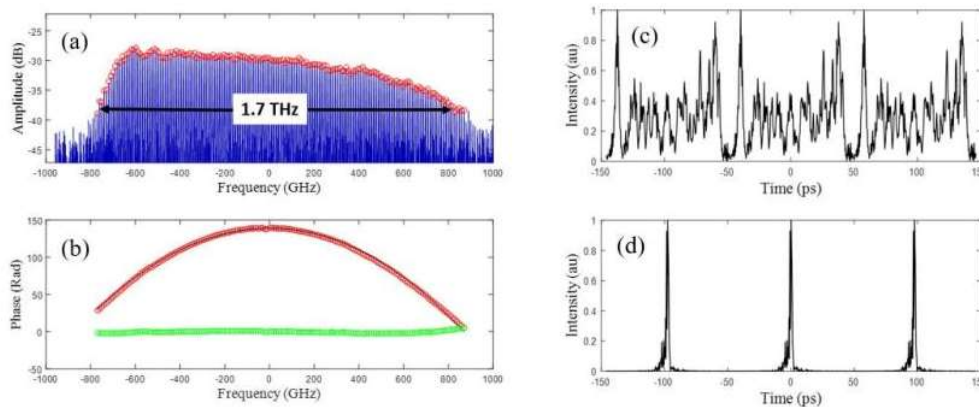 (a)
Amplitude (dB)
-25
-30
-35
-40
-45
1.7 THz
-1000 -800 -600 -400 -200 0 200 400 600 800 1000
Frequency (GHz)
(b)
Phase (Rad)
150
100
50
0
-50
-1000 -800 -600 -400 -200 0 200 400 600 800 1000
Frequency (GHz)
(c)
Intensity (au)
1
0.8
0.6
0.4
0.2
0
-150 -100 -50 0 50 100 150
Time (ps)
(d)
Intensity (au)
1
0.8
0.6
0.4
0.2
0
-150 -100 -50 0 50 100
Time (ps)